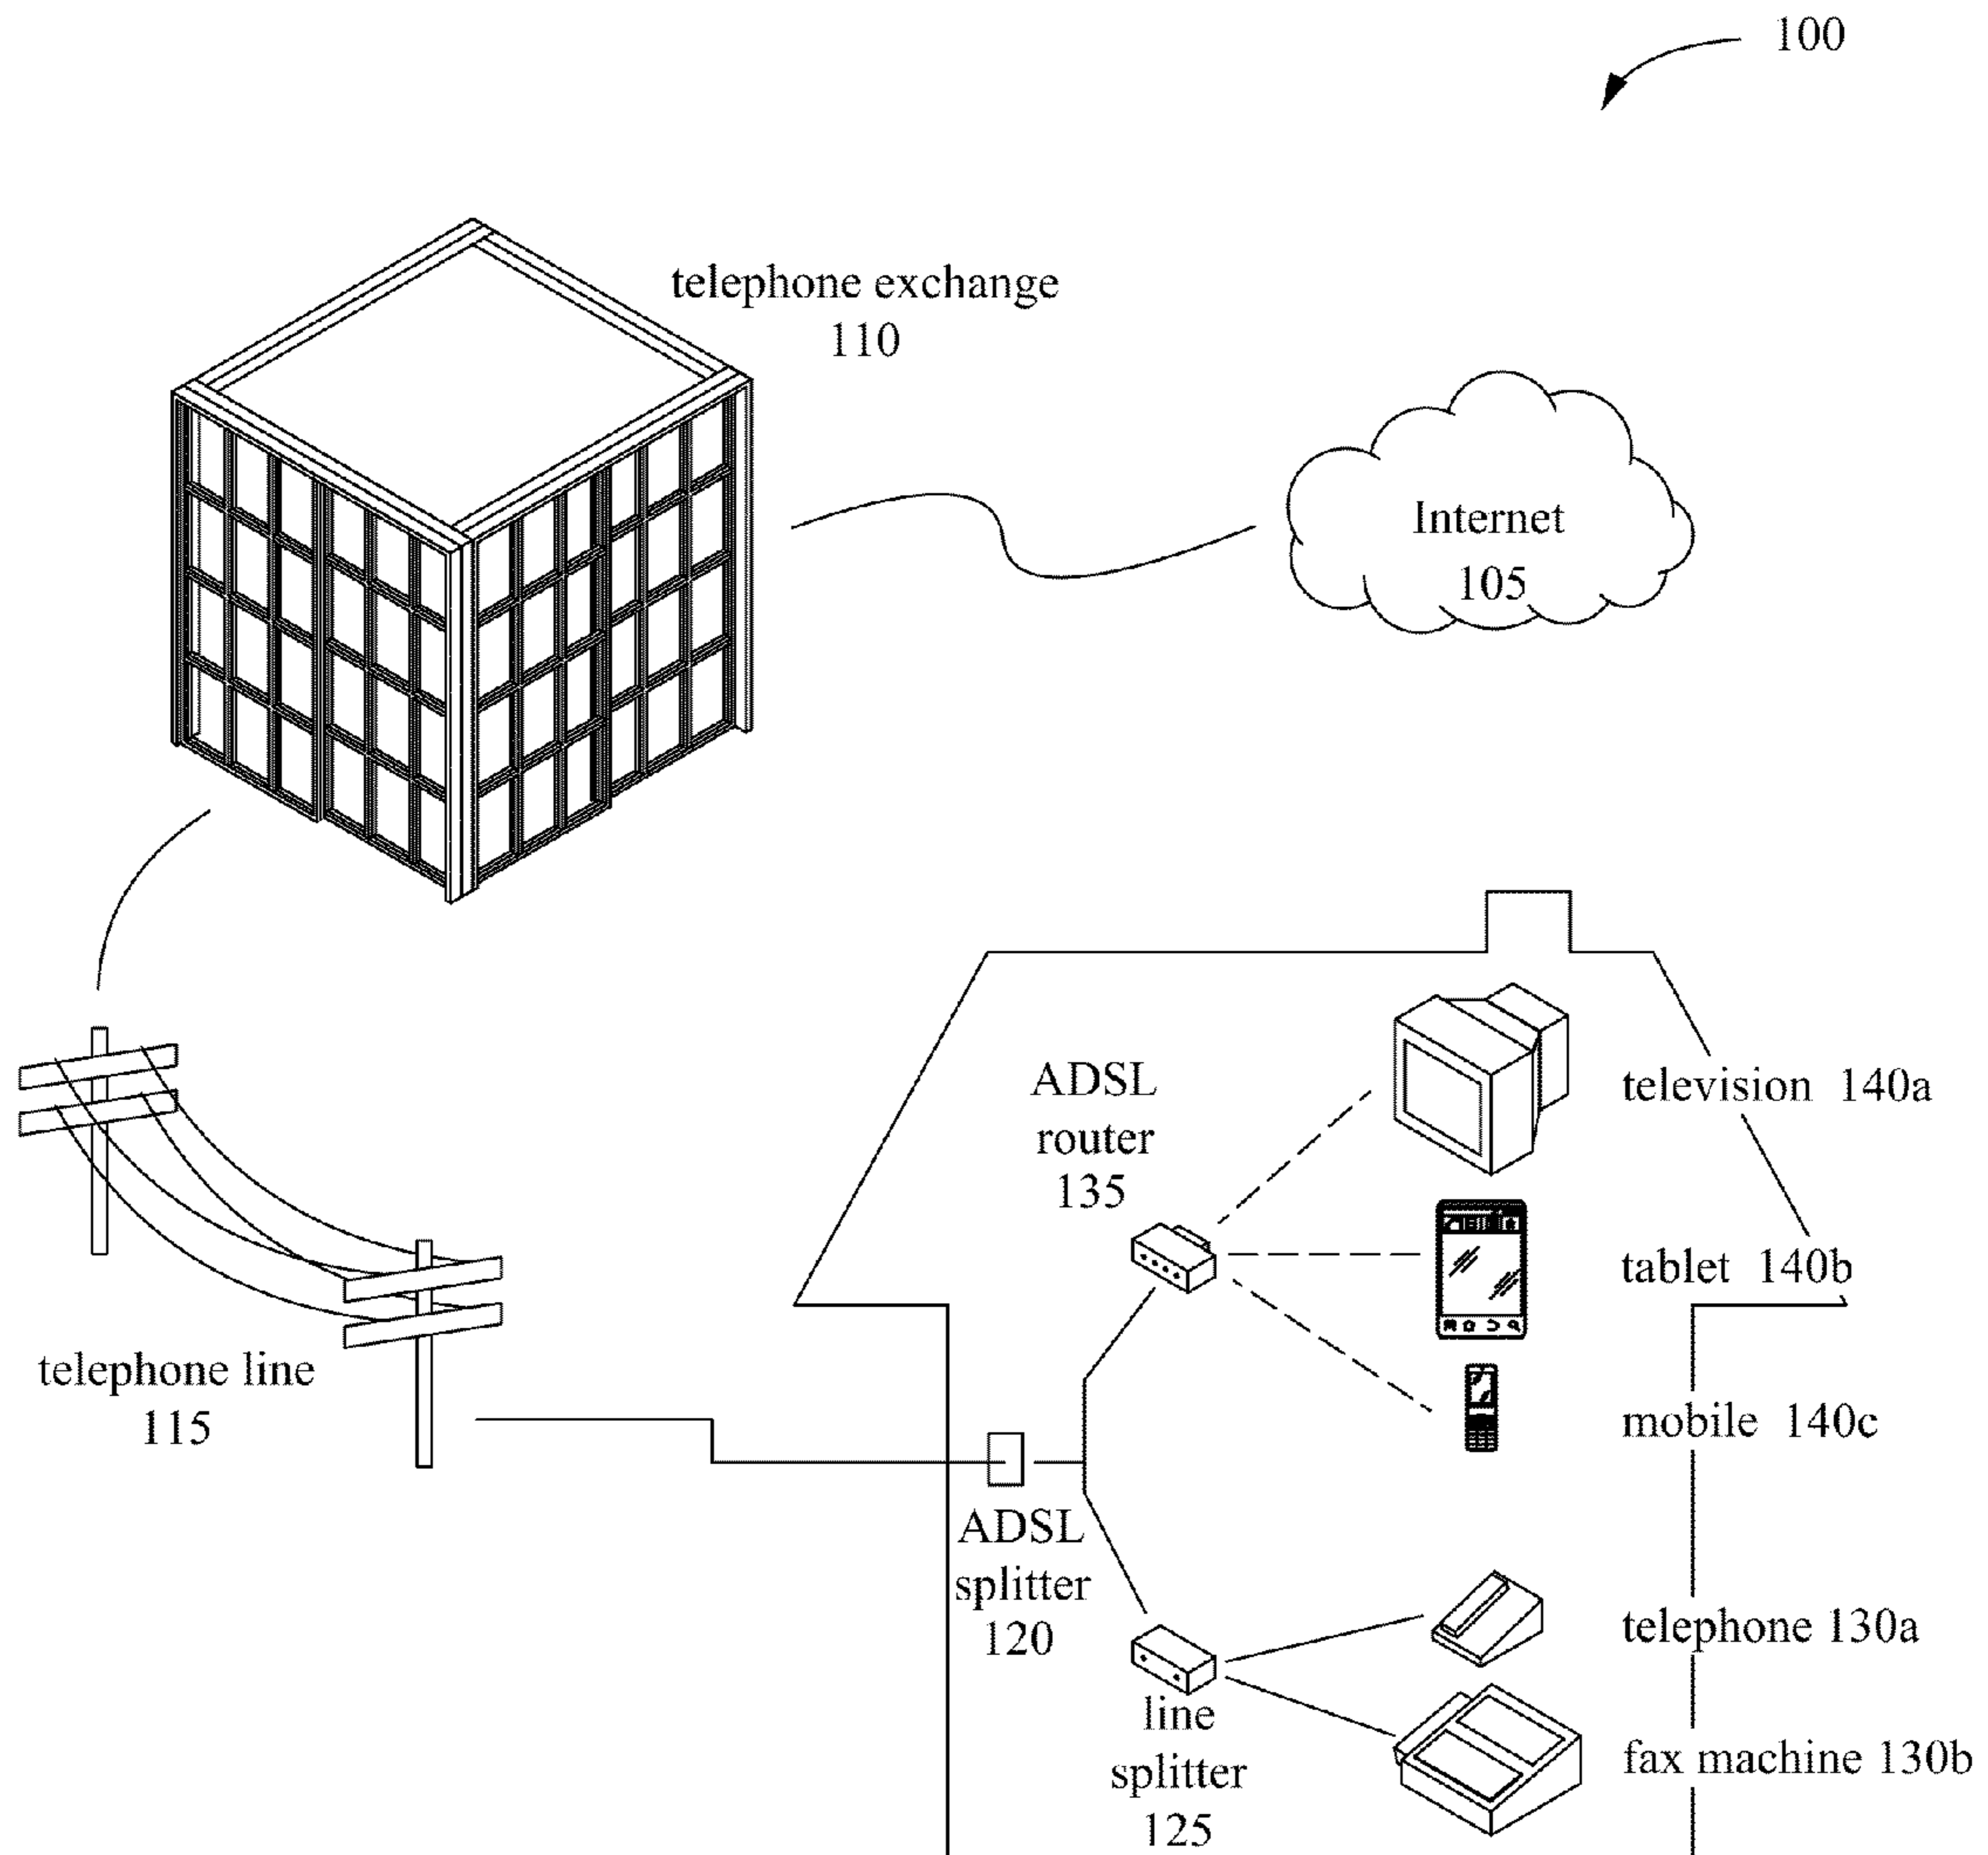 100
telephone exchange
110
Internet
105
ADSL
router
135
television 140a
tablet 140b
telephone line
115
mobile 140c
ADSL
splitter
120
telephone 130a
line
splitter
125
fax machine 130b